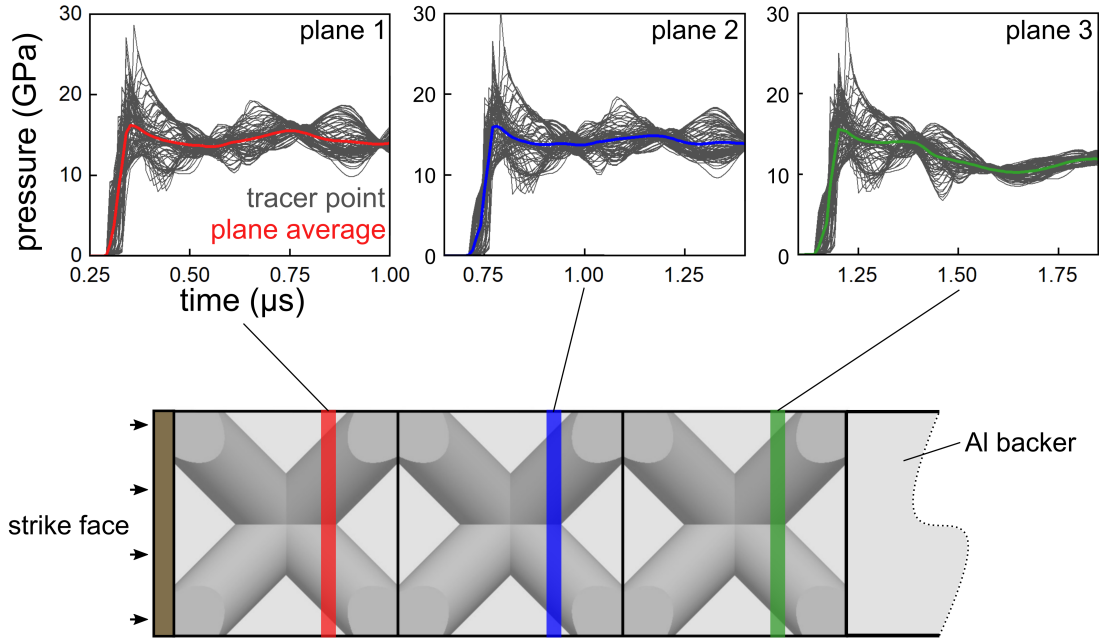 plane 1
plane 2
plane 3
pressure (GPa)
30
20
10
0
30
20
10
0
30
20
10
0
tracer point
plane average
0.25 0.50 0.75 1.00
0.75 1.00 1.25
1.25 1.50 1.75
time (μs)
strike face
Al backer